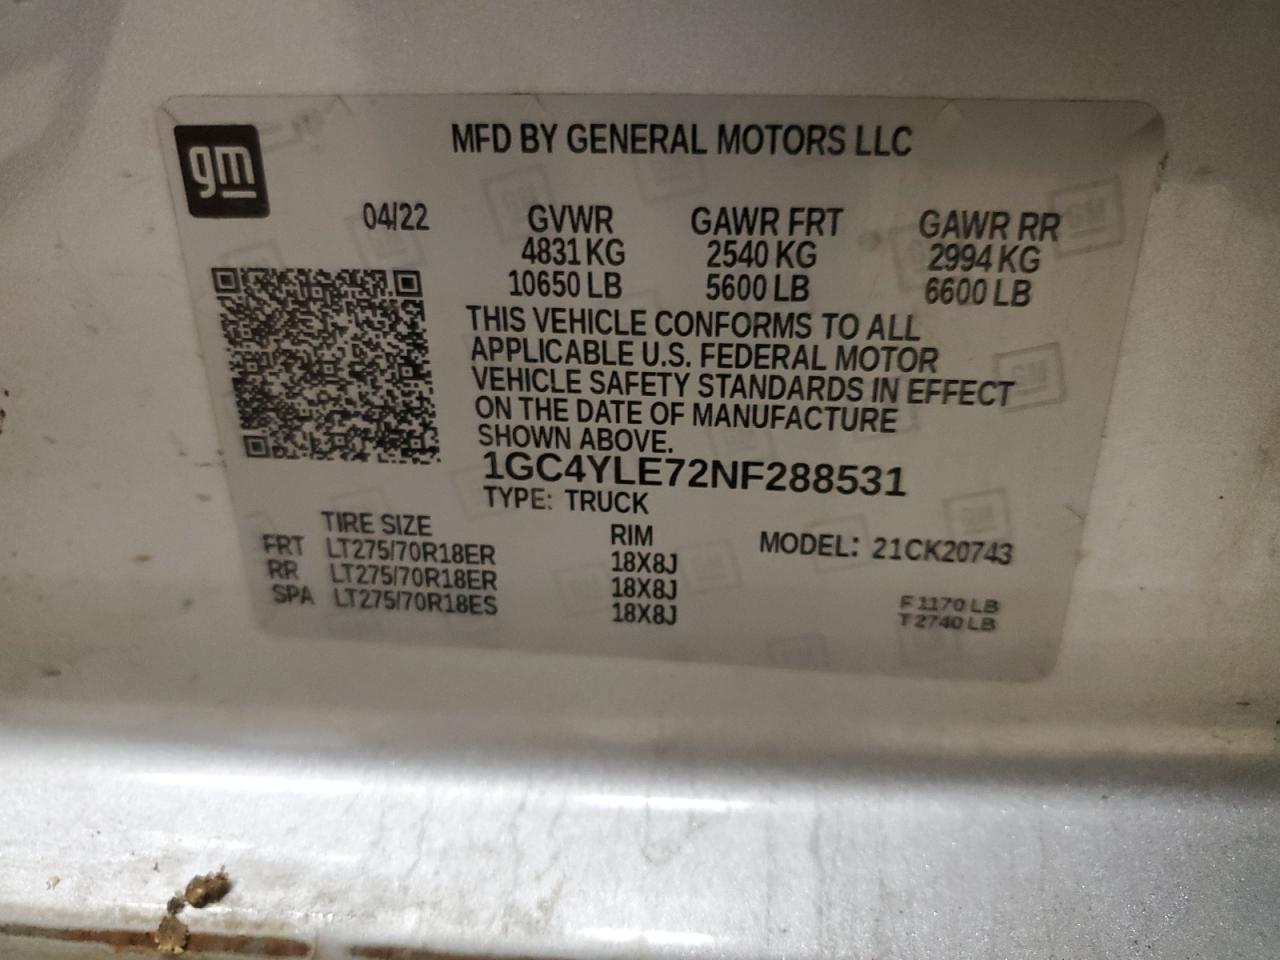 gm
MFD BY GENERAL MOTORS LLC
04/22 GVWR GAWR FRT GAWR RR
4831 KG 2540 KG 2994 KG
10650 LB 5600 LB 6600 LB
THIS VEHICLE CONFORMS TO ALL
APPLICABLE U.S. FEDERAL MOTOR
VEHICLE SAFETY STANDARDS IN EFFECT
ON THE DATE OF MANUFACTURE
SHOWN ABOVE.
1GC4YLE72NF288531
TYPE: TRUCK
TIRE SIZE RIM MODEL: 21CK20743
FRT LT275/70R18ER 18X8J
RR LT275/70R18ER 18X8J
SPA LT275/70R18ES 18X8J
F 1170 LB
T 2740 LB